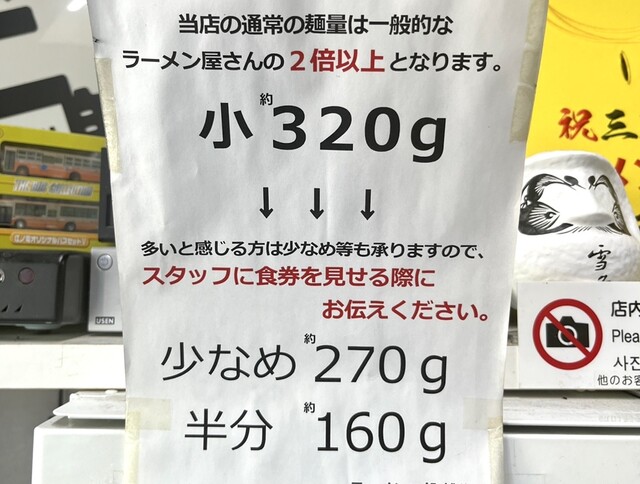 当店の通常の麺量は一般的な
ラーメン屋さんの２倍以上となります。
小 約320g
↓ ↓ ↓
多いと感じる方は少なめ等も承りますので、
スタッフに食券を見せる際に
お伝えください。
少なめ 約270g
半分 約160g
祝三
雪
店内
Plea
사진
他のお客
USEN